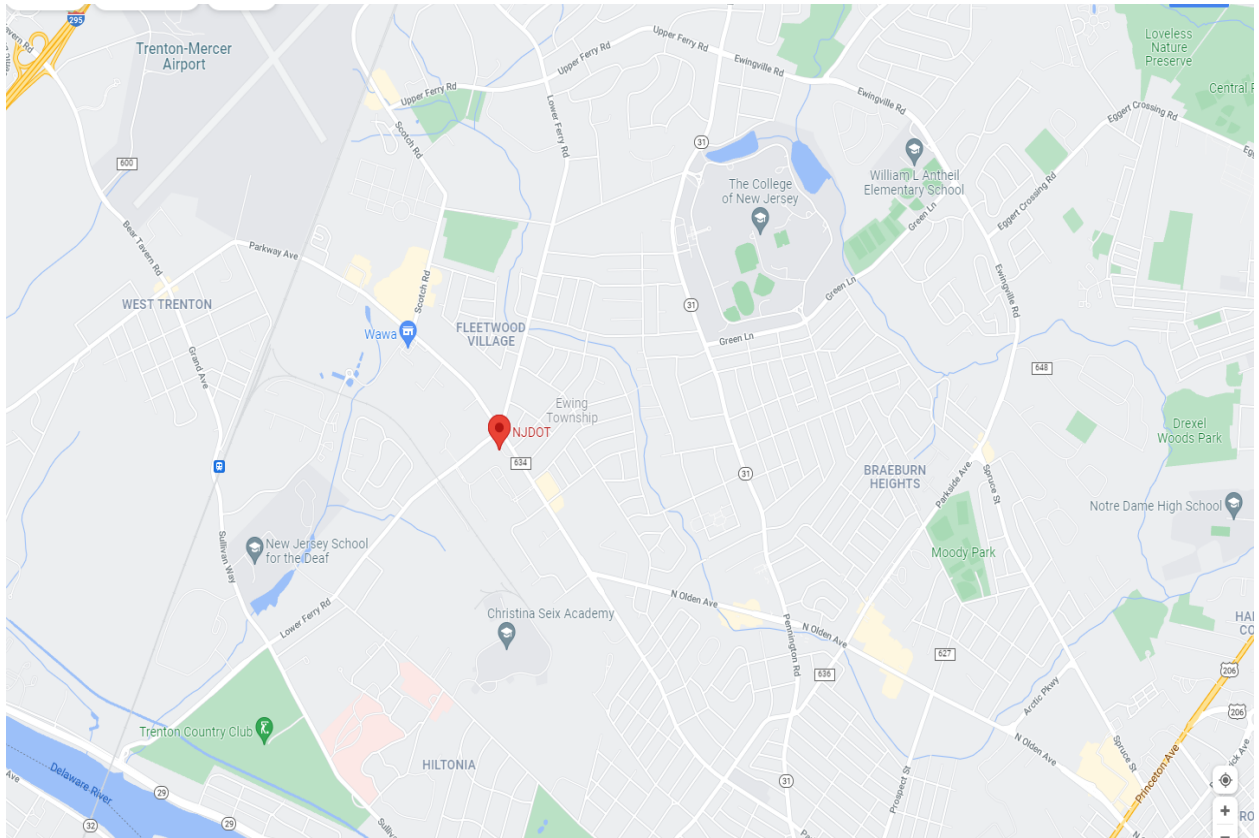 295
Trenton-Mercer
Airport
Upper Ferry Rd
Upper Ferry Rd
Ewingville Rd
Loveless
Nature
Preserve
Upper Ferry Rd
Lower Ferry Rd
Ewingville Rd
Eggert Crossing Rd
Scotch Rd
31
600
The College
of New Jersey
William L Antheil
Elementary School
Eggert Crossing Rd
Green Ln
Bear Tavern Rd
Parkway Ave
Scotch Rd
Green Ln
Ewingville Rd
WEST TRENTON
31
Wawa
FLEETWOOD
VILLAGE
Green Ln
Grand Ave
648
Ewing
Township
NJDOT
634
Drexel
Woods Park
31
BRAEBURN
HEIGHTS
Parkside Ave
Spruce St
Notre Dame High School
Sullivan Way
New Jersey School
for the Deaf
Moody Park
Lower Ferry Rd
Christina Seix Academy
N Olden Ave
Pennington Rd
N Olden Ave
627
636
206
Arctic Pkwy
206
Trenton Country Club
HILTONIA
Delaware River
N Olden Ave
Spruce St
Princeton Ave
29
31
Prospect St
29
32